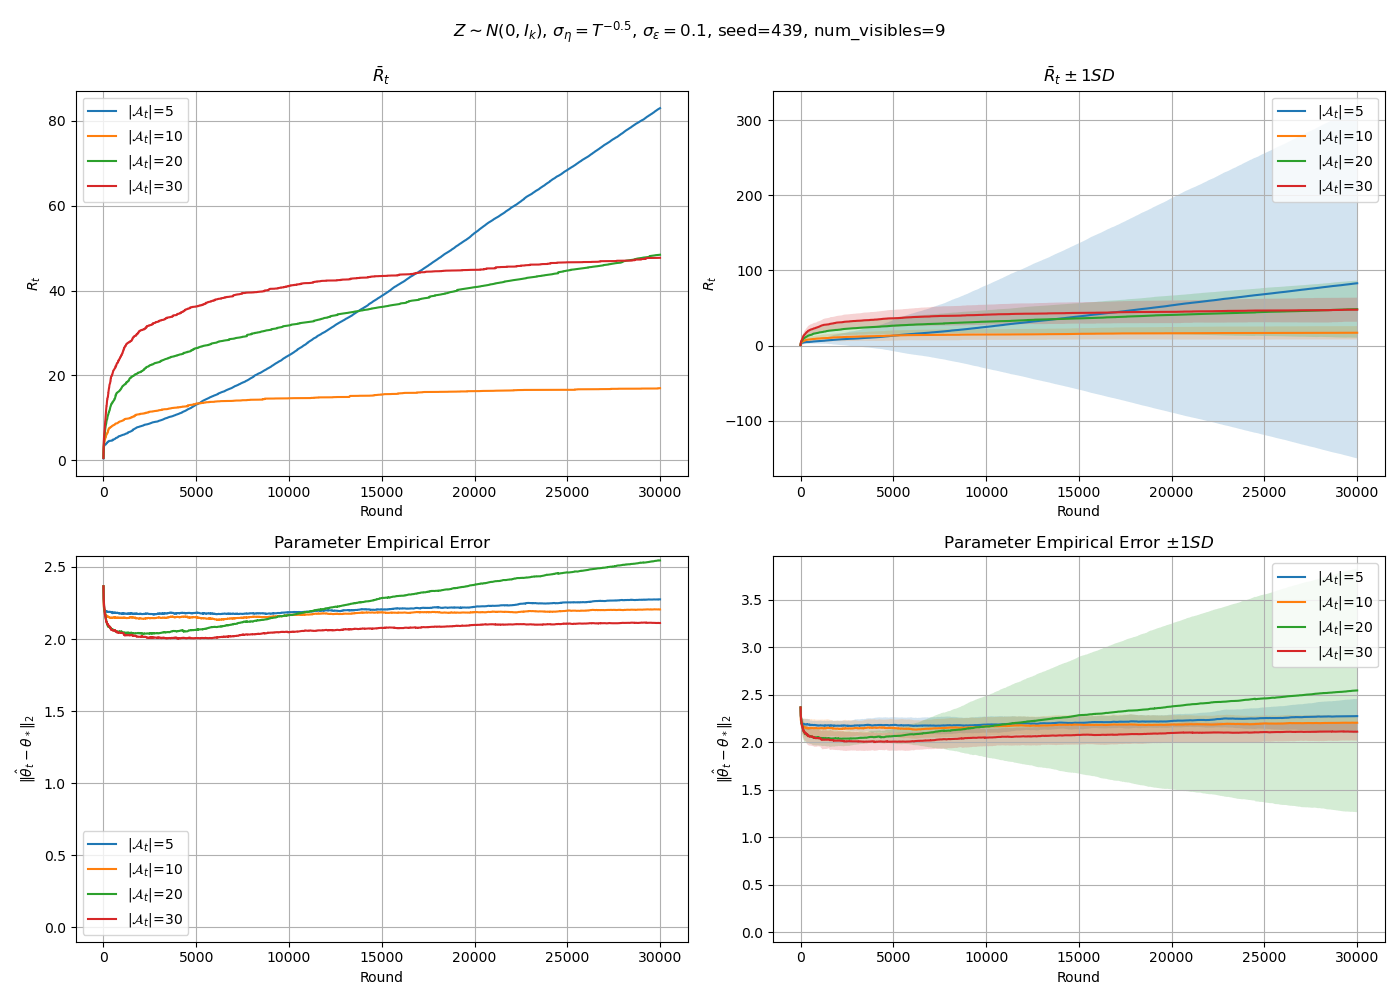 Z ∼ N(0, I_k), σ_η = T^{−0.5}, σ_ε = 0.1, seed=439, num_visibles=9
R̄_t
R_t
80
60
40
20
0
|𝒜_t|=5
|𝒜_t|=10
|𝒜_t|=20
|𝒜_t|=30
0 5000 10000 15000 20000 25000 30000
Round
R̄_t ± 1SD
R_t
300
200
100
0
−100
|𝒜_t|=5
|𝒜_t|=10
|𝒜_t|=20
|𝒜_t|=30
0 5000 10000 15000 20000 25000 30000
Round
Parameter Empirical Error
‖θ̂_t − θ_*‖_2
2.5
2.0
1.5
1.0
0.5
0.0
|𝒜_t|=5
|𝒜_t|=10
|𝒜_t|=20
|𝒜_t|=30
0 5000 10000 15000 20000 25000 30000
Round
Parameter Empirical Error ±1SD
‖θ̂_t − θ_*‖_2
3.5
3.0
2.5
2.0
1.5
1.0
0.5
0.0
|𝒜_t|=5
|𝒜_t|=10
|𝒜_t|=20
|𝒜_t|=30
0 5000 10000 15000 20000 25000 30000
Round